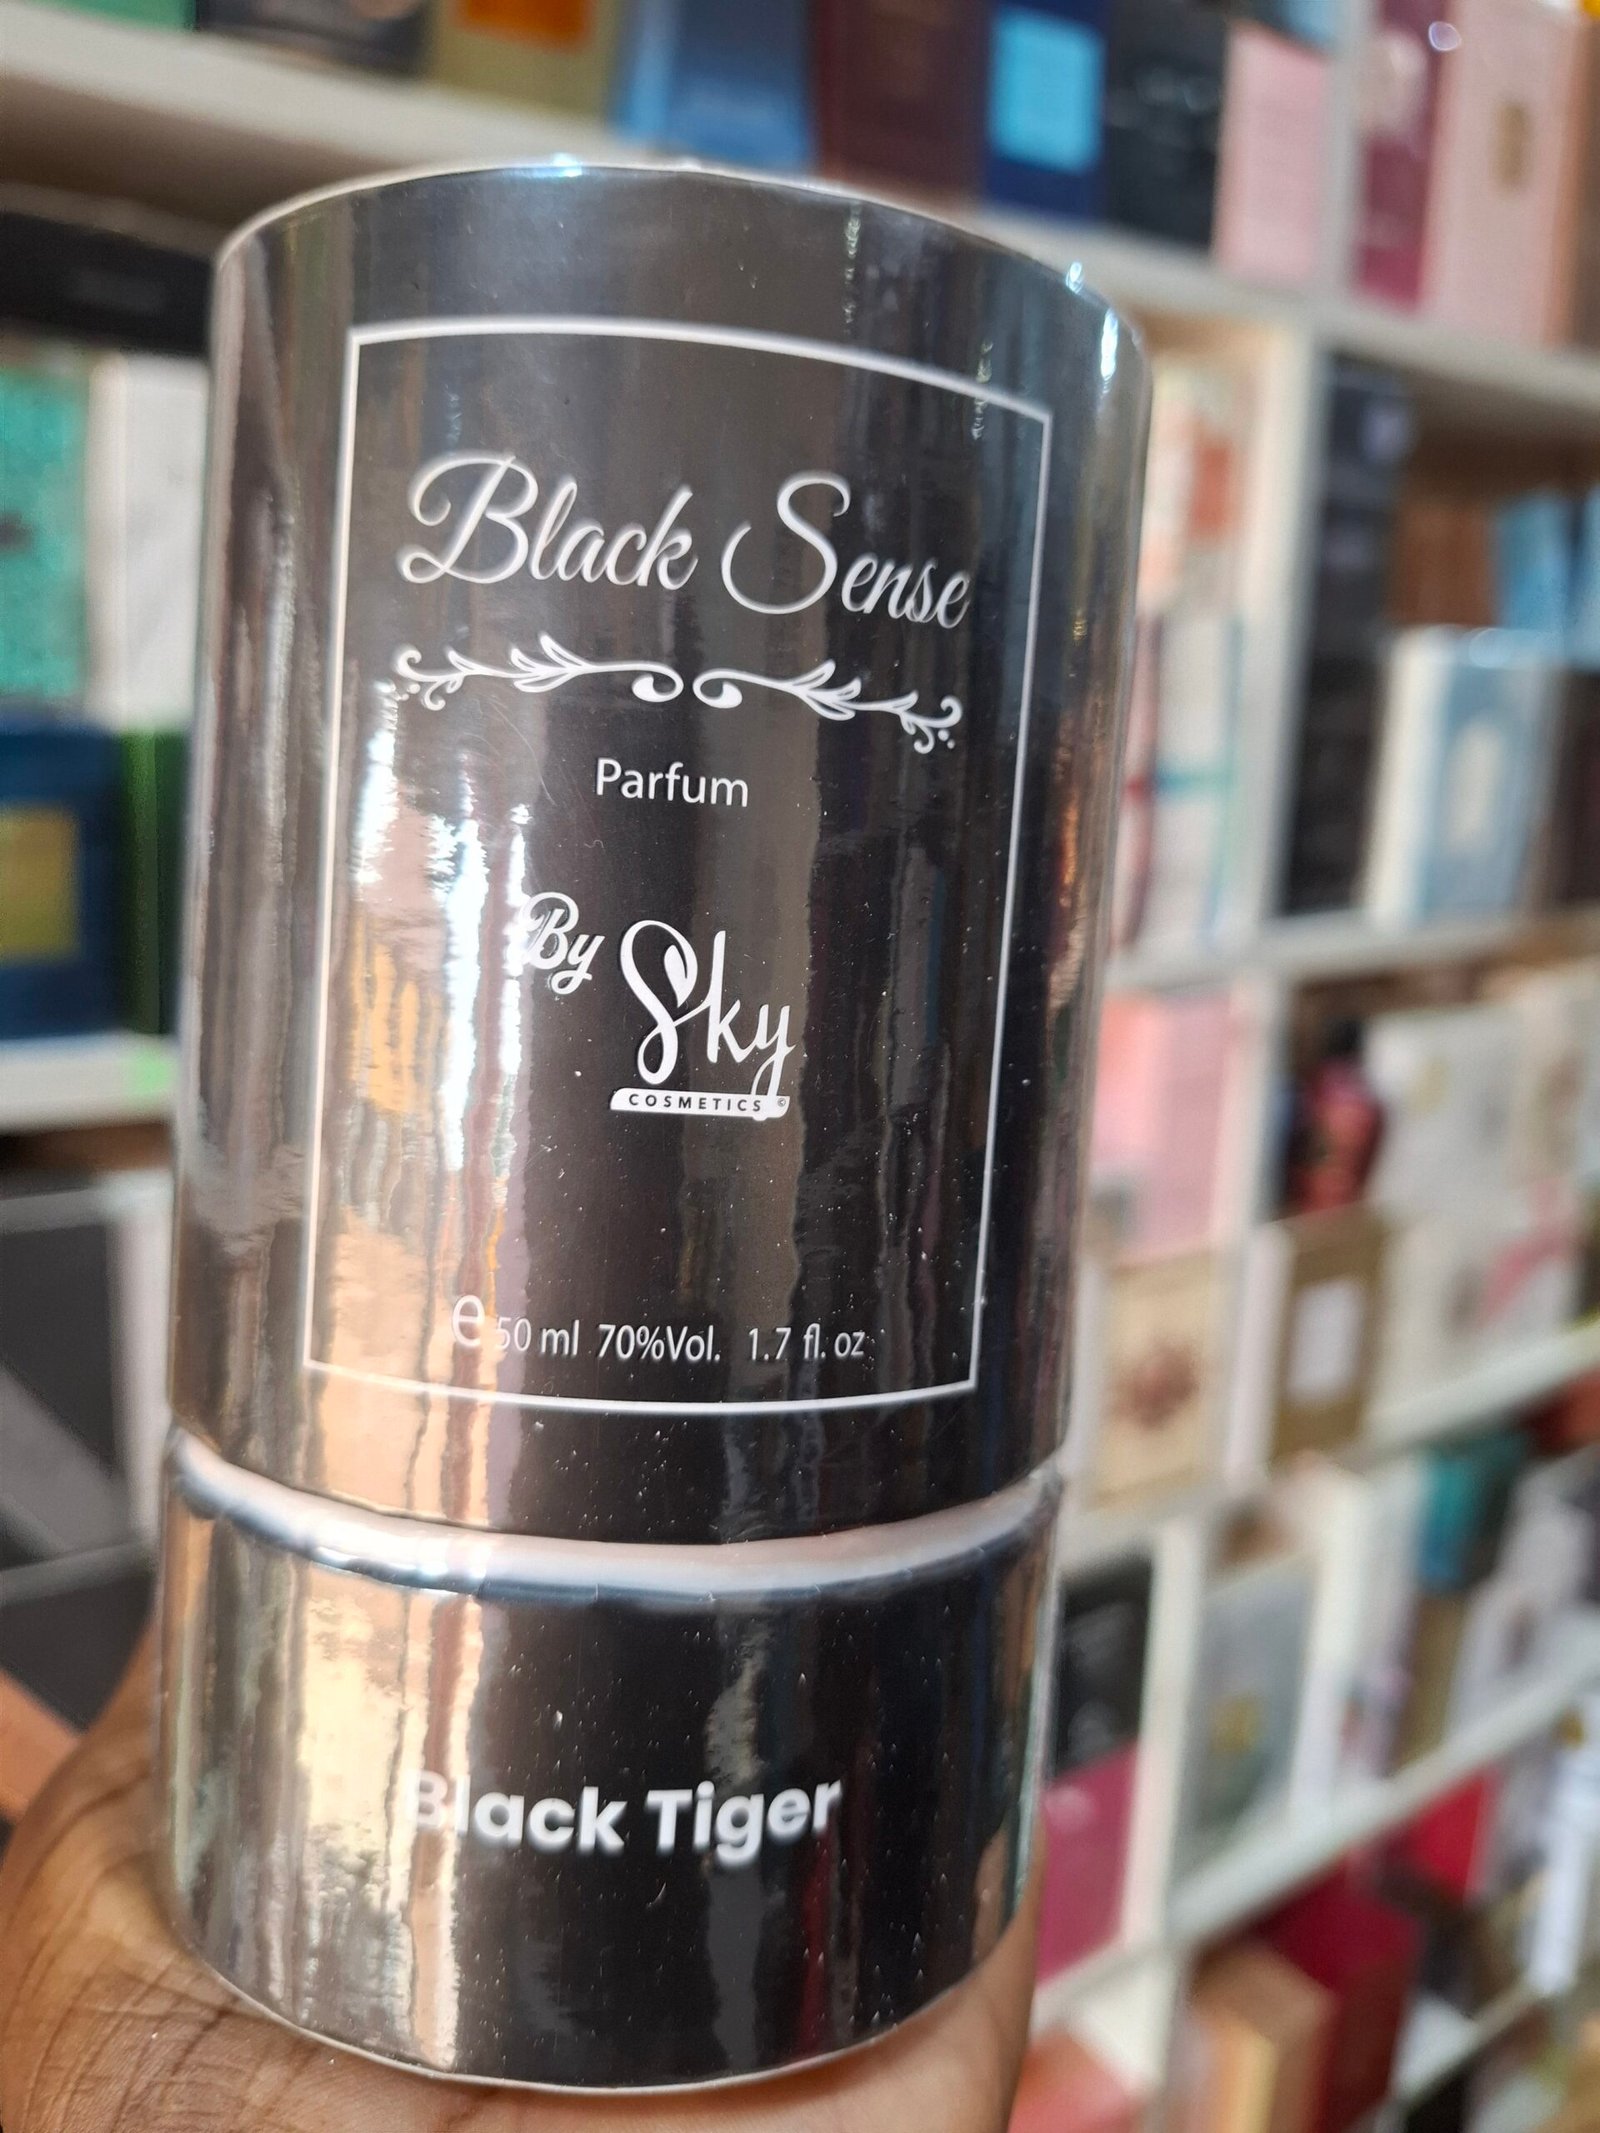 Black Sense
Parfum
By Sky
COSMETICS ©
e 50 ml 70%Vol. 1.7 fl. oz
Black Tiger